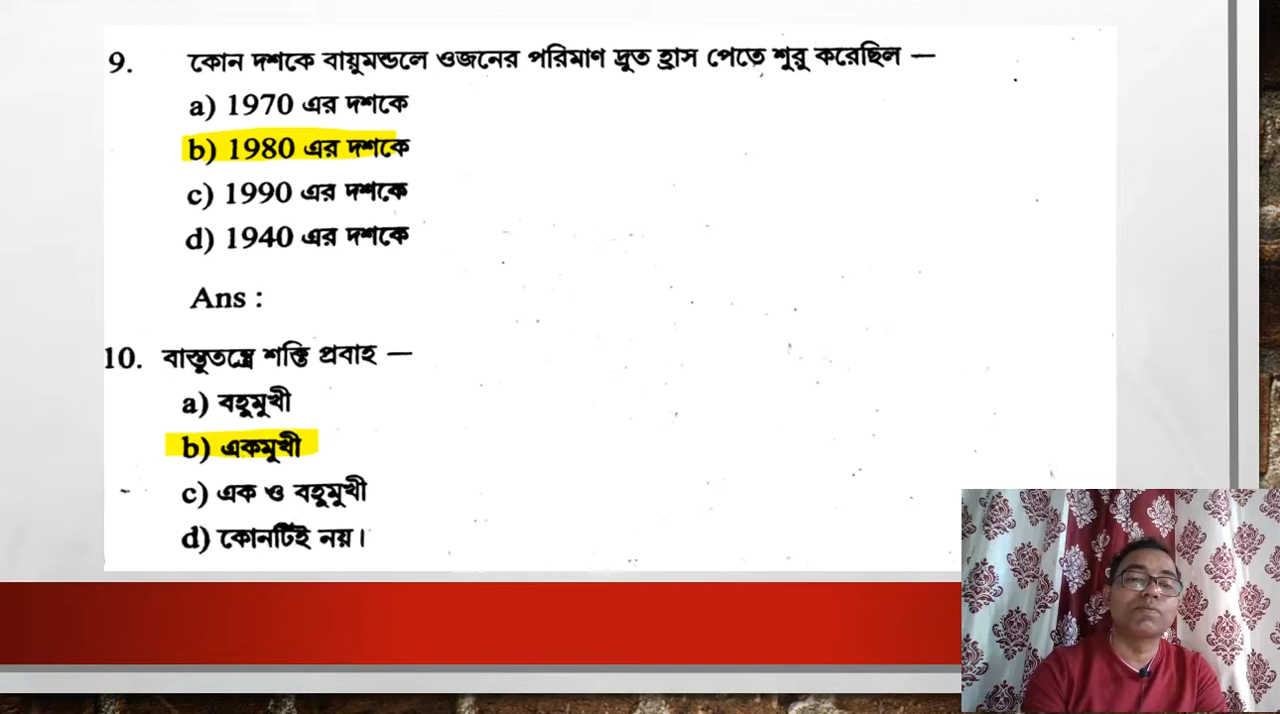 9. কোন দশকে বায়ুমন্ডলে ওজনের পরিমাণ দ্রুত হ্রাস পেতে শুরু করেছিল —
a) 1970 এর দশকে
b) 1980 এর দশকে
c) 1990 এর দশকে
d) 1940 এর দশকে
Ans :
10. বাস্তুতন্ত্রে শক্তি প্রবাহ —
a) বহুমুখী
b) একমুখী
c) এক ও বহুমুখী
d) কোনটিই নয়।